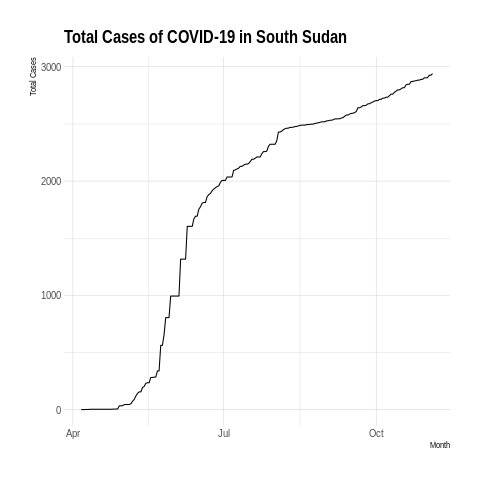 Total Cases of COVID-19 in South Sudan
Total Cases
3000
2000
1000
0
Apr Jul Oct
Month